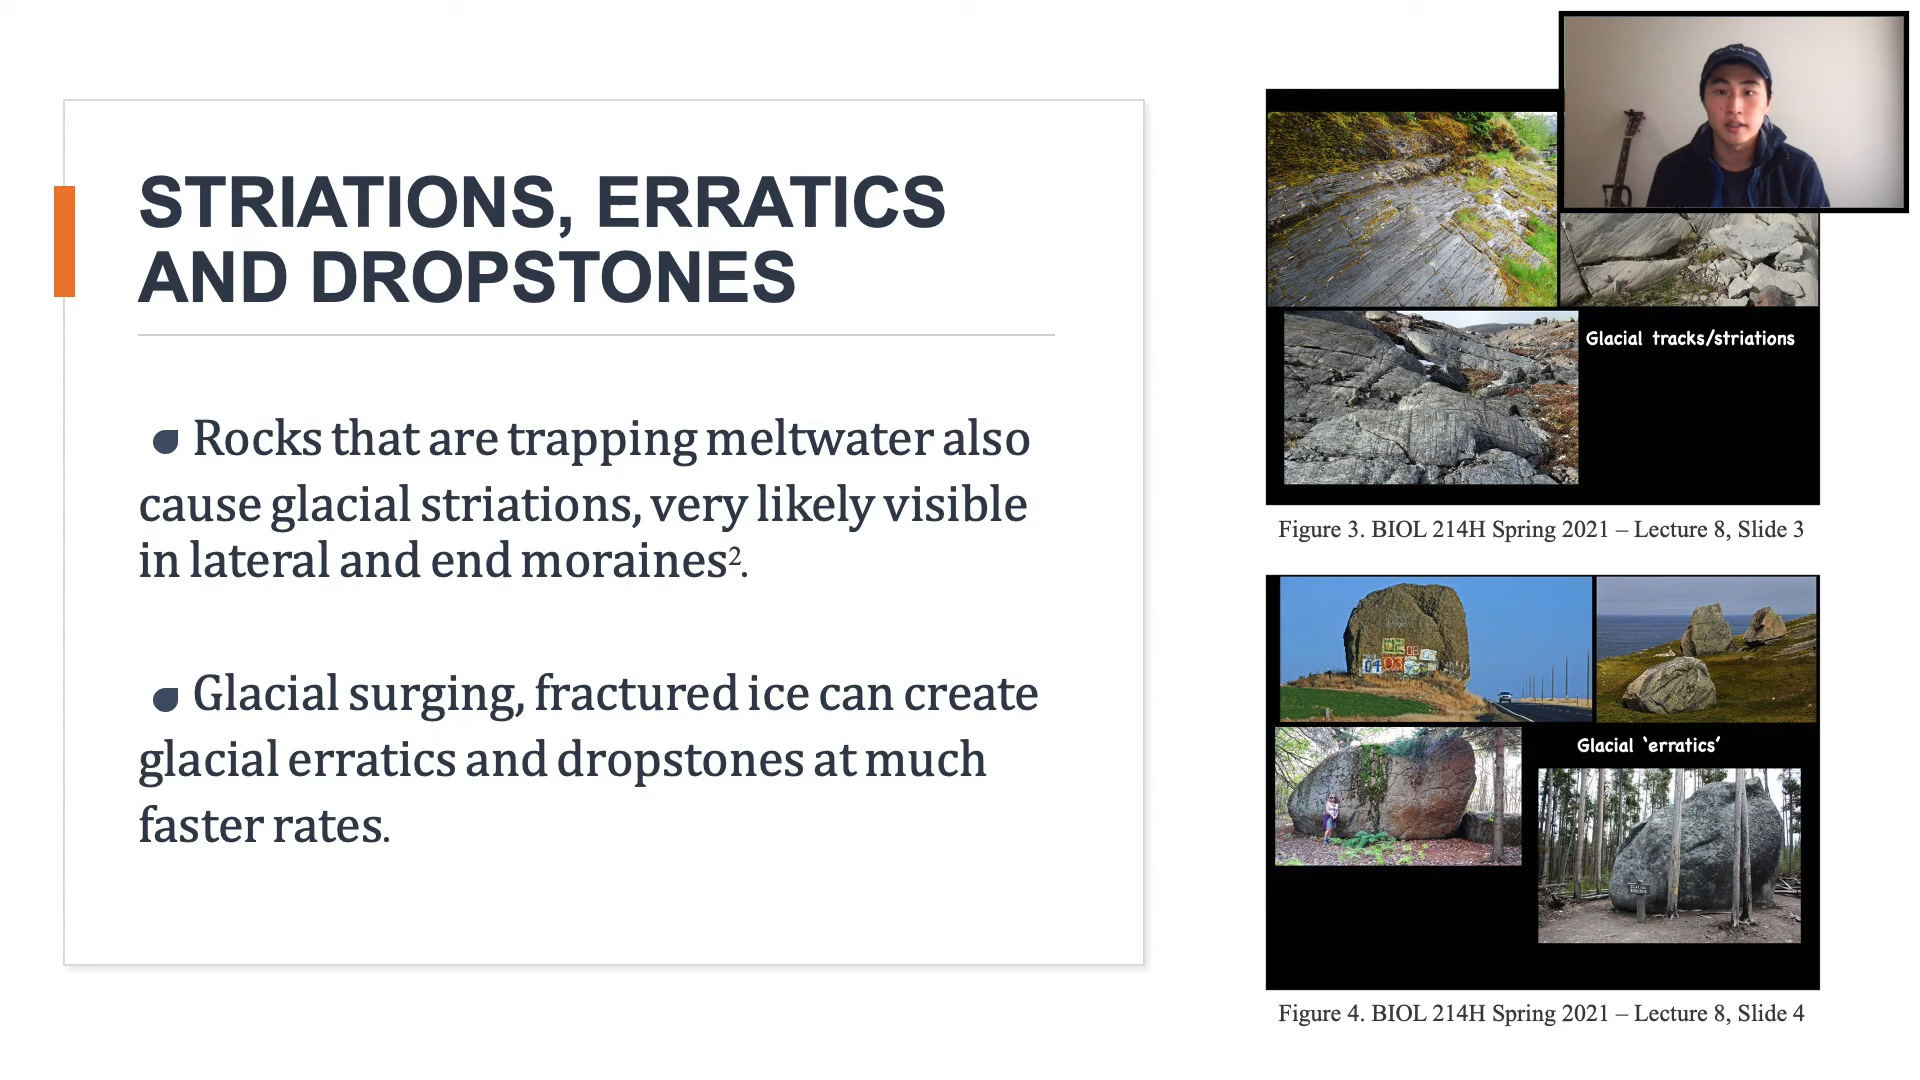 STRIATIONS, ERRATICS
AND DROPSTONES
Rocks that are trapping meltwater also
cause glacial striations, very likely visible
in lateral and end moraines².
Glacial surging, fractured ice can create
glacial erratics and dropstones at much
faster rates.
Glacial tracks/striations
Figure 3. BIOL 214H Spring 2021 – Lecture 8, Slide 3
Glacial ‘erratics’
Figure 4. BIOL 214H Spring 2021 – Lecture 8, Slide 4